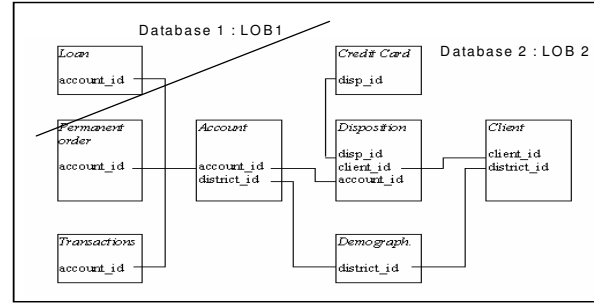 Database 1 : LOB1
Database 2 : LOB 2
Loan
account_id
Credit Card
disp_id
Permanent
order
account_id
Account
account_id
district_id
Disposition
disp_id
client_id
account_id
Client
client_id
district_id
Transactions
account_id
Demograph.
district_id